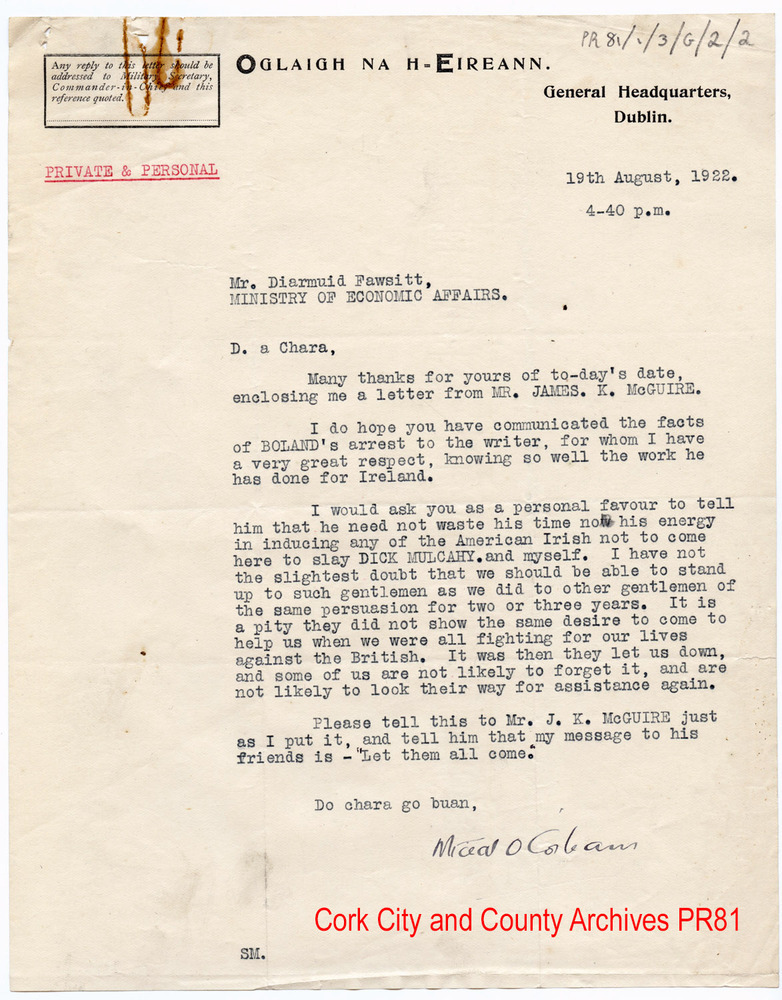 PR 81/1/3/G/2/2
Any reply to this letter should be
addressed to Military Secretary,
Commander-in-Chief and this
reference quoted.
OGLAIGH NA H-EIREANN.
General Headquarters,
Dublin.
PRIVATE & PERSONAL
19th August, 1922.
4-40 p.m.
Mr. Diarmuid Fawsitt,
MINISTRY OF ECONOMIC AFFAIRS.
D. a Chara,
Many thanks for yours of to-day's date,
enclosing me a letter from MR. JAMES. K. McGUIRE.
I do hope you have communicated the facts
of BOLAND's arrest to the writer, for whom I have
a very great respect, knowing so well the work he
has done for Ireland.
I would ask you as a personal favour to tell
him that he need not waste his time nor his energy
in inducing any of the American Irish not to come
here to slay DICK MULCAHY.and myself. I have not
the slightest doubt that we should be able to stand
up to such gentlemen as we did to other gentlemen of
the same persuasion for two or three years. It is
a pity they did not show the same desire to come to
help us when we were all fighting for our lives
against the British. It was then they let us down,
and some of us are not likely to forget it, and are
not likely to look their way for assistance again.
Please tell this to Mr. J. K. McGUIRE just
as I put it, and tell him that my message to his
friends is - "Let them all come."
Do chara go buan,
Mícéal O Coileáin
Cork City and County Archives PR81
SM.